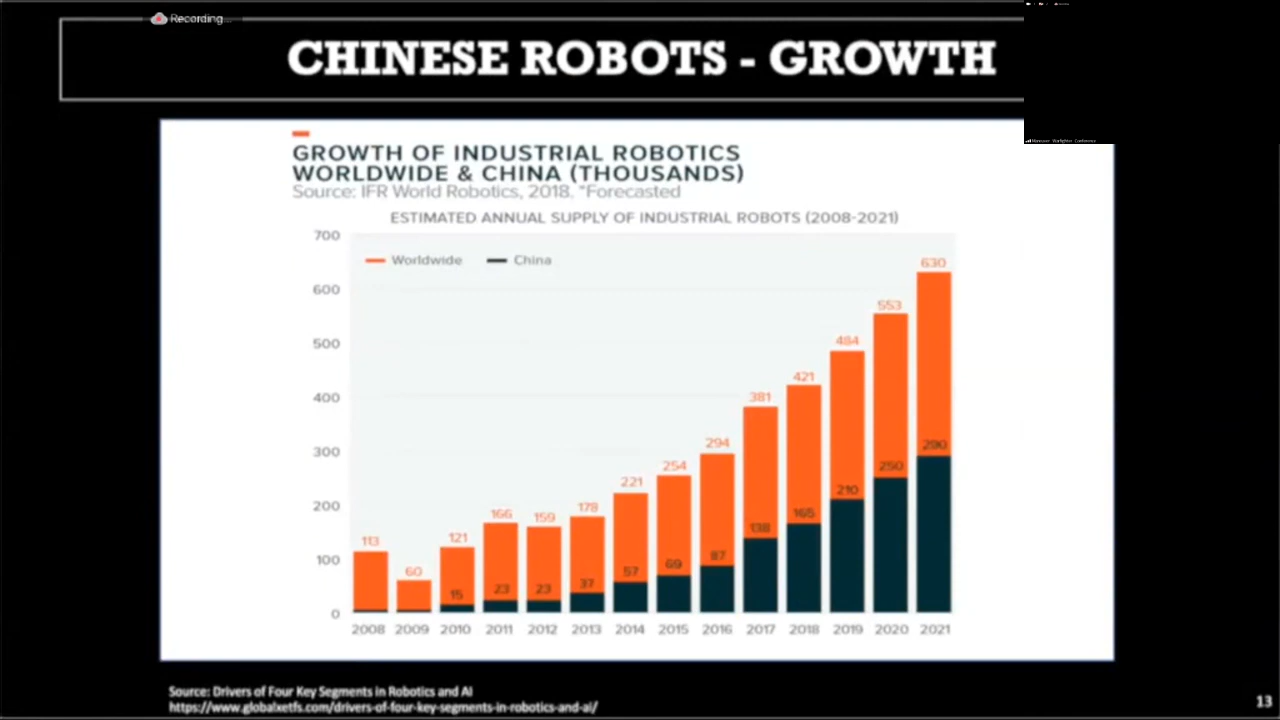 Recording...
CHINESE ROBOTS - GROWTH
GROWTH OF INDUSTRIAL ROBOTICS
WORLDWIDE & CHINA (THOUSANDS)
Source: IFR World Robotics, 2018. *Forecasted
ESTIMATED ANNUAL SUPPLY OF INDUSTRIAL ROBOTS (2008-2021)
Worldwide China
700
600
500
400
300
200
100
0
113 60 121 166 159 178 221 254 294 381 421 484 553 630
15 23 23 37 57 69 87 138 165 210 250 290
2008 2009 2010 2011 2012 2013 2014 2015 2016 2017 2018 2019 2020 2021
Source: Drivers of Four Key Segments in Robotics and AI
https://www.globalxetfs.com/drivers-of-four-key-segments-in-robotics-and-ai/
13